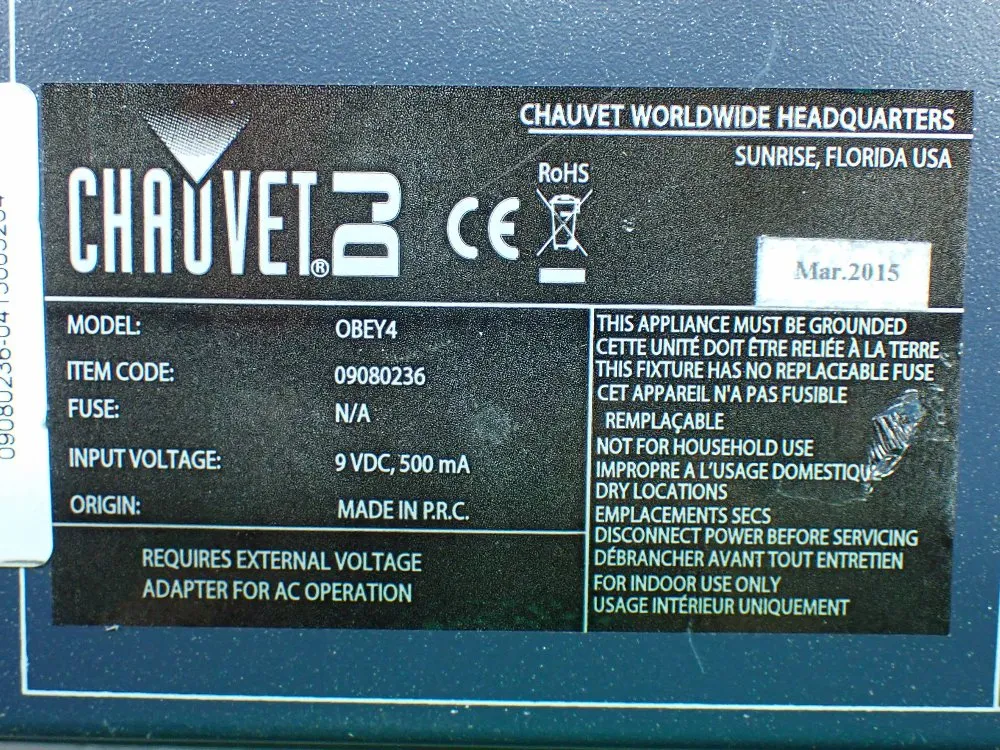 CHAUVET® DJ
CE
RoHS
CHAUVET WORLDWIDE HEADQUARTERS
SUNRISE, FLORIDA USA
Mar.2015
MODEL: OBEY4
ITEM CODE: 09080236
FUSE: N/A
INPUT VOLTAGE: 9 VDC, 500 mA
ORIGIN: MADE IN P.R.C.
REQUIRES EXTERNAL VOLTAGE
ADAPTER FOR AC OPERATION
THIS APPLIANCE MUST BE GROUNDED
CETTE UNITÉ DOIT ÊTRE RELIÉE À LA TERRE
THIS FIXTURE HAS NO REPLACEABLE FUSE
CET APPAREIL N'A PAS FUSIBLE
REMPLAÇABLE
NOT FOR HOUSEHOLD USE
IMPROPRE A L'USAGE DOMESTIQUE
DRY LOCATIONS
EMPLACEMENTS SECS
DISCONNECT POWER BEFORE SERVICING
DÉBRANCHER AVANT TOUT ENTRETIEN
FOR INDOOR USE ONLY
USAGE INTÉRIEUR UNIQUEMENT